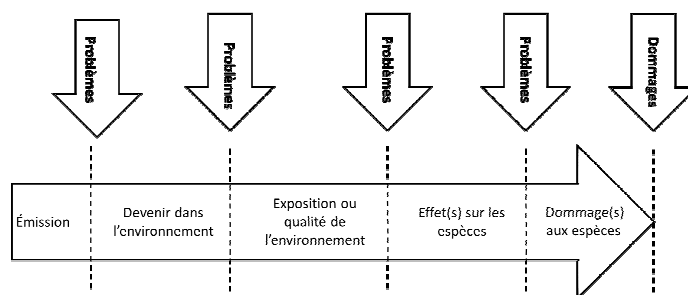 Problèmes
Problèmes
Problèmes
Problèmes
Dommages
Émission
Devenir dans
l'environnement
Exposition ou
qualité de
l'environnement
Effet(s) sur les
espèces
Dommage(s)
aux espèces